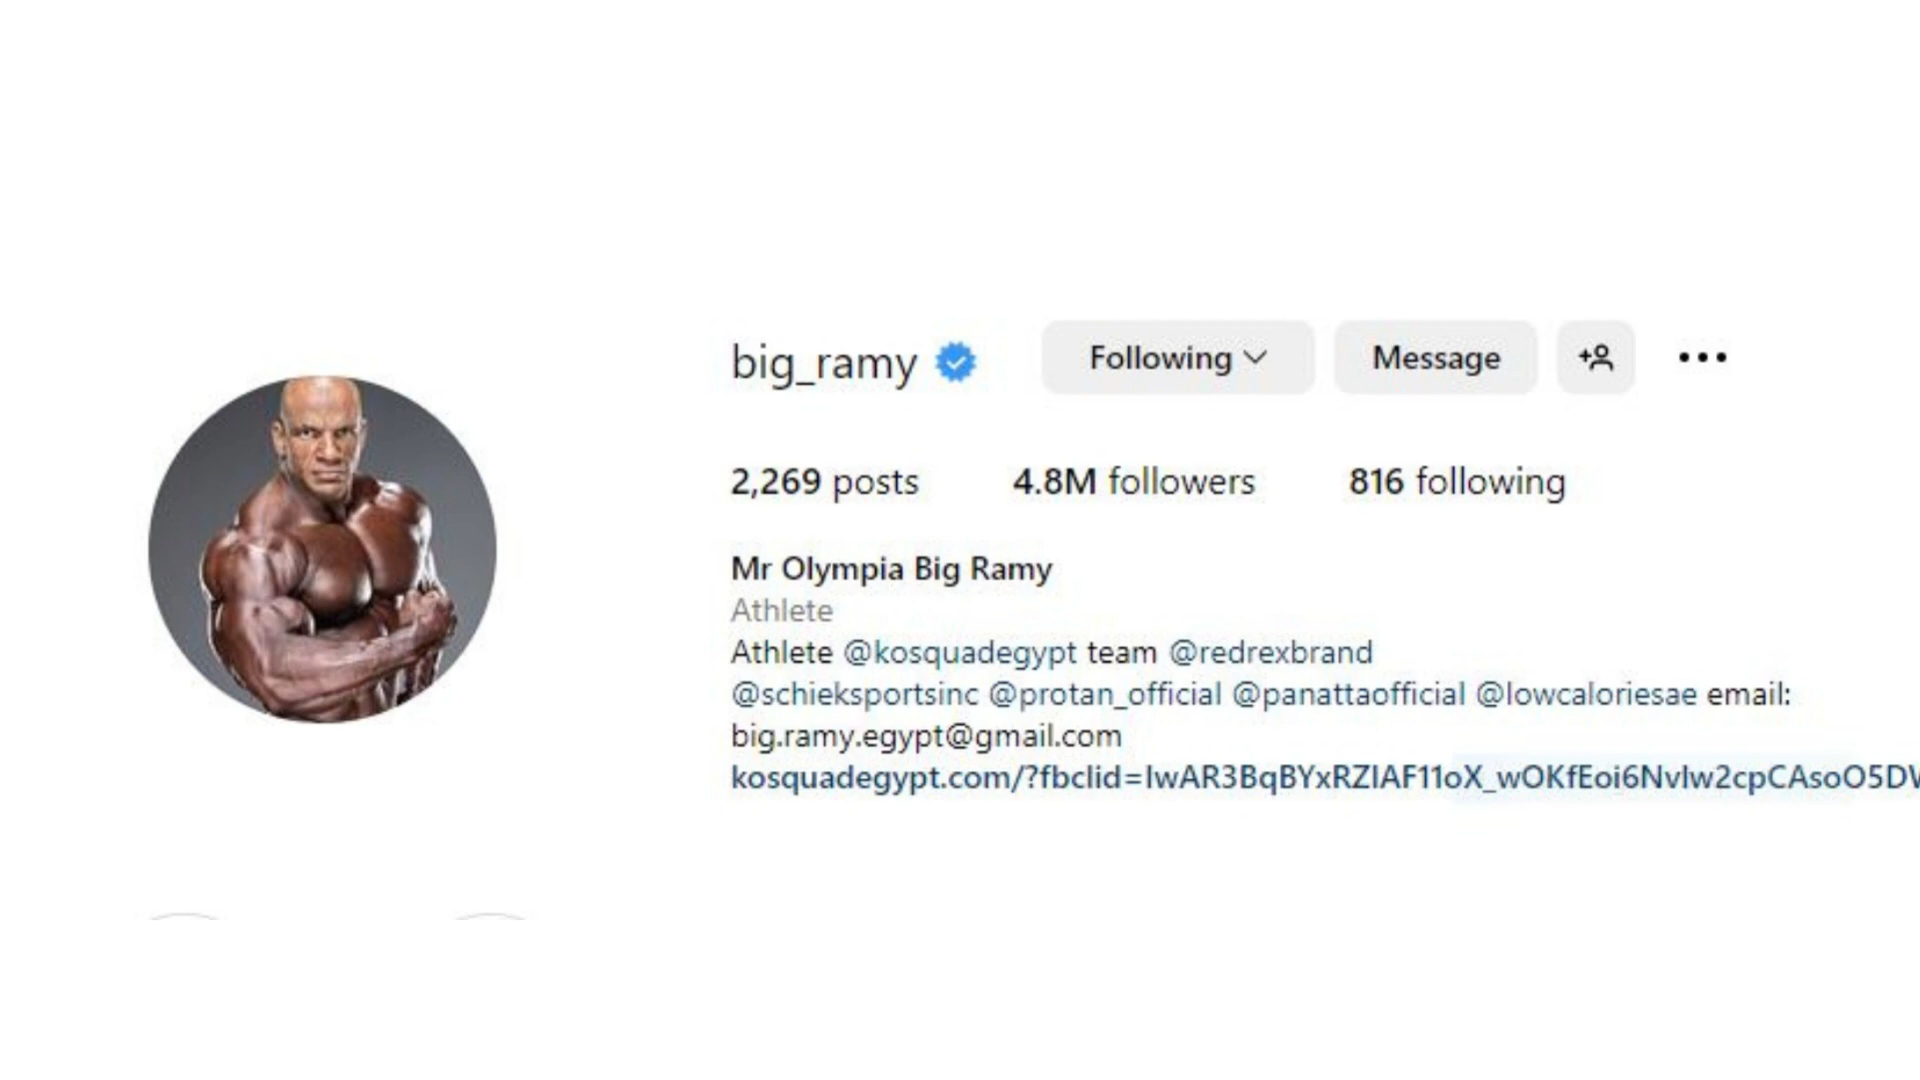 big_ramy
Following
Message
2,269 posts
4.8M followers
816 following
Mr Olympia Big Ramy
Athlete
Athlete @kosquadegypt team @redrexbrand
@schieksportsinc @protan_official @panattaofficial @lowcaloriesae email:
big.ramy.egypt@gmail.com
kosquadegypt.com/?fbclid=IwAR3BqBYxRZIAF11oX_wOKfEoi6NvIw2cpCAsoO5DV